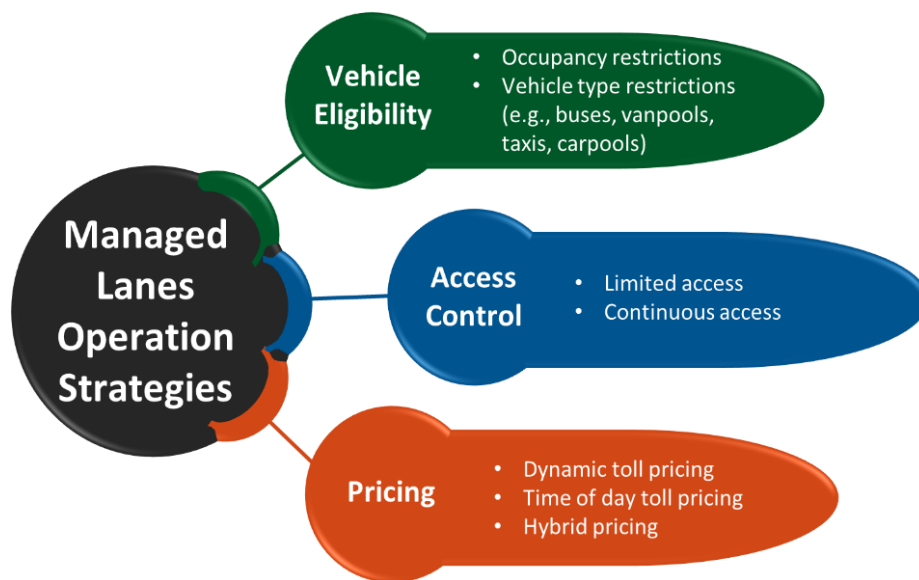 Managed
Lanes
Operation
Strategies
Vehicle
Eligibility
• Occupancy restrictions
• Vehicle type restrictions
(e.g., buses, vanpools,
taxis, carpools)
Access
Control
• Limited access
• Continuous access
Pricing
• Dynamic toll pricing
• Time of day toll pricing
• Hybrid pricing